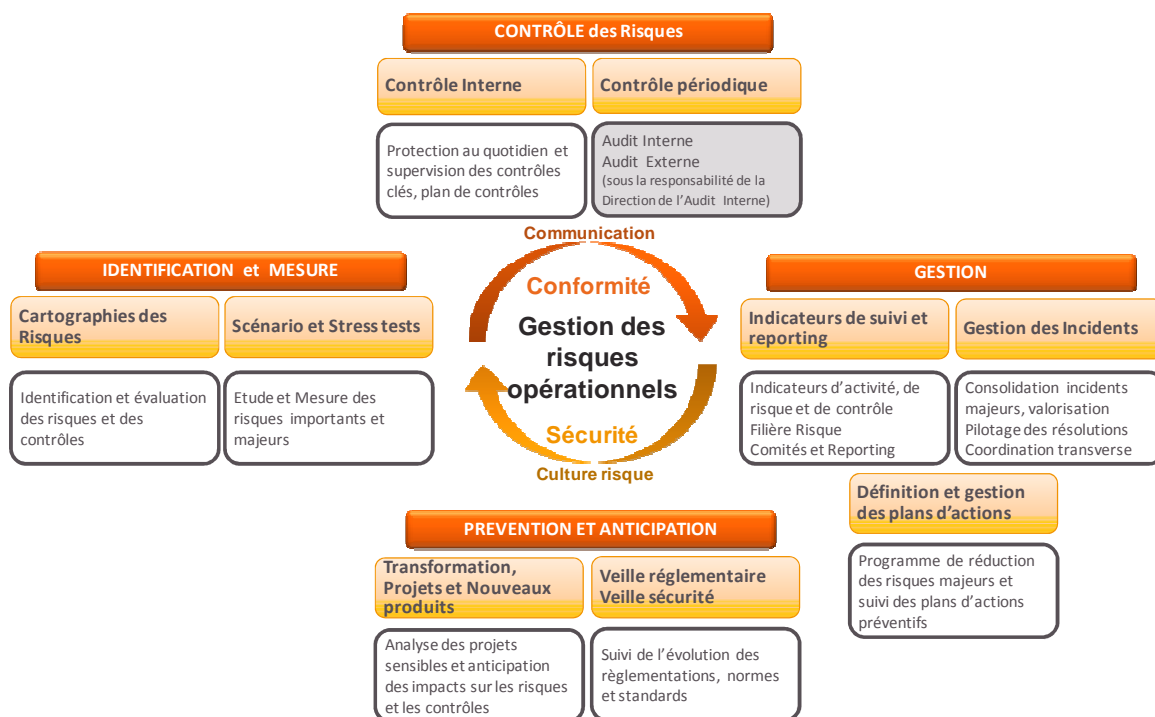 CONTRÔLE des Risques
Contrôle Interne
Contrôle périodique
Protection au quotidien et
supervision des contrôles
clés, plan de contrôles
Audit Interne
Audit Externe
(sous la responsabilité de la
Direction de l'Audit Interne)
IDENTIFICATION et MESURE
Cartographies des
Risques
Scénario et Stress tests
Identification et évaluation
des risques et des
contrôles
Etude et Mesure des
risques importants et
majeurs
Communication
Conformité
Gestion des
risques
opérationnels
Sécurité
Culture risque
GESTION
Indicateurs de suivi et
reporting
Gestion des Incidents
Indicateurs d'activité, de
risque et de contrôle
Filière Risque
Comités et Reporting
Consolidation incidents
majeurs, valorisation
Pilotage des résolutions
Coordination transverse
Définition et gestion
des plans d'actions
Programme de réduction
des risques majeurs et
suivi des plans d'actions
préventifs
PREVENTION ET ANTICIPATION
Transformation,
Projets et Nouveaux
produits
Veille réglementaire
Veille sécurité
Analyse des projets
sensibles et anticipation
des impacts sur les risques
et les contrôles
Suivi de l'évolution des
règlementations, normes
et standards